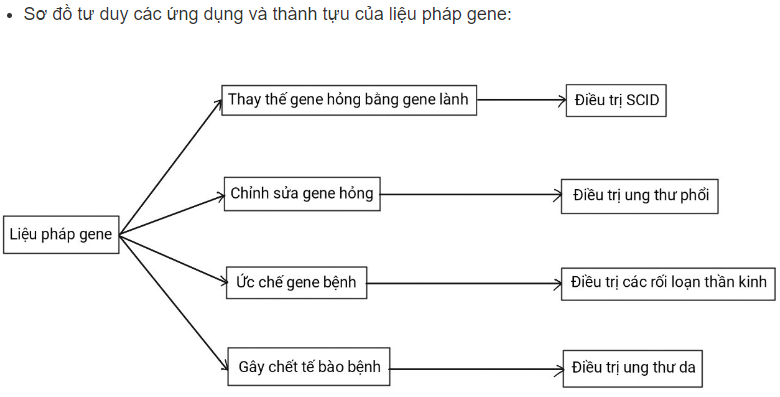 Sơ đồ tư duy các ứng dụng và thành tựu của liệu pháp gene:
Thay thế gene hỏng bằng gene lành
Điều trị SCID
Chỉnh sửa gene hỏng
Điều trị ung thư phổi
Liệu pháp gene
Ức chế gene bệnh
Điều trị các rối loạn thần kinh
Gây chết tế bào bệnh
Điều trị ung thư da